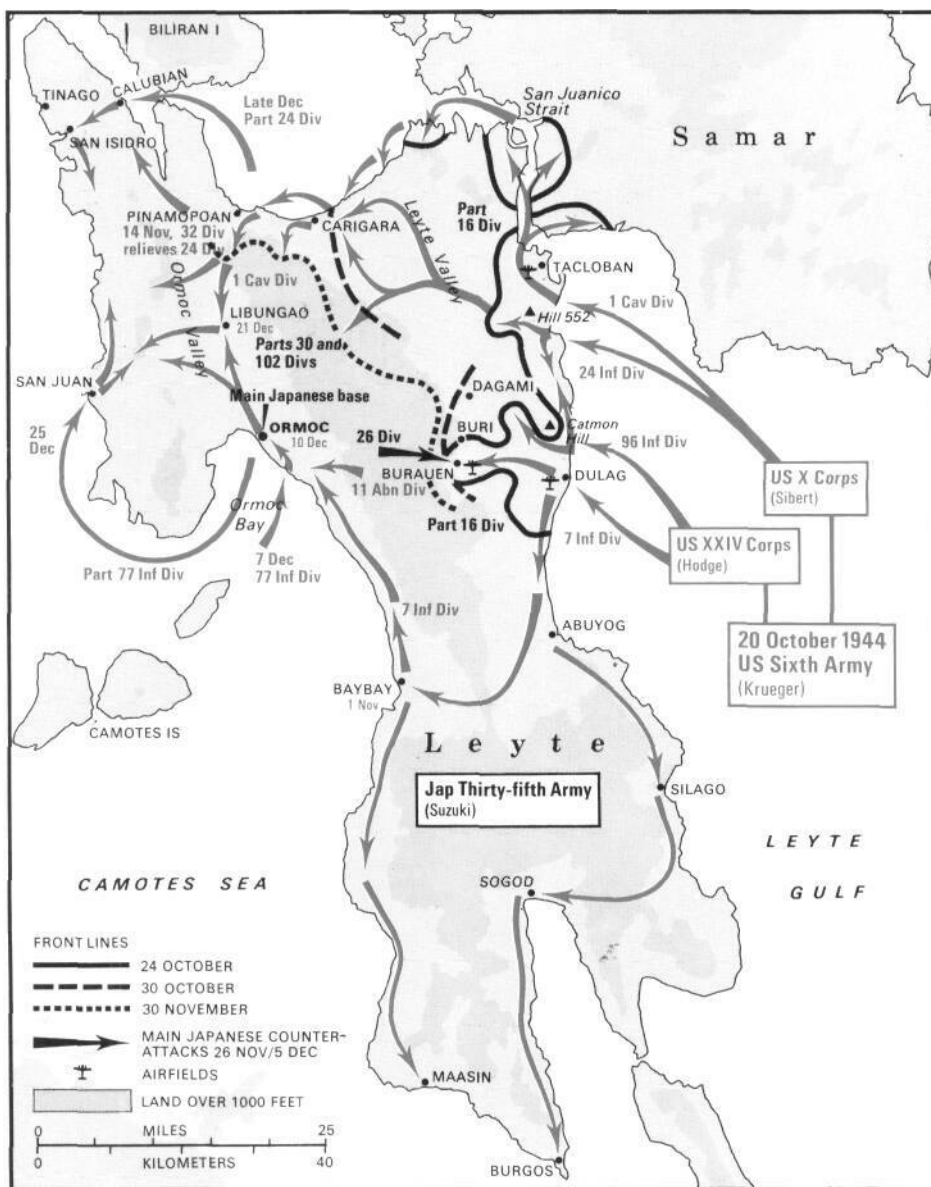 BILIRAN I
TINAGO
CALUBIAN
SAN ISIDRO
Late Dec
Part 24 Div
San Juanico
Strait
Samar
PINAMOPOAN
14 Nov, 32 Div
relieves 24 Div
CARIGARA
Leyte Valley
Part
16 Div
TACLOBAN
Ormoc Valley
1 Cav Div
1 Cav Div
Hill 552
LIBUNGAO
21 Dec
Parts 30 and
102 Divs
24 Inf Div
SAN JUAN
Main Japanese base
DAGAMI
ORMOC
10 Dec
BURI
Catmon
Hill
25
Dec
26 Div
96 Inf Div
BURAUEN
11 Abn Div
DULAG
US X Corps
(Sibert)
Ormoc
Bay
Part 16 Div
7 Inf Div
US XXIV Corps
(Hodge)
Part 77 Inf Div
7 Dec
77 Inf Div
7 Inf Div
ABUYOG
20 October 1944
US Sixth Army
(Krueger)
BAYBAY
1 Nov
CAMOTES IS
Leyte
Jap Thirty-fifth Army
(Suzuki)
SILAGO
LEYTE
GULF
CAMOTES SEA
SOGOD
FRONT LINES
24 OCTOBER
30 OCTOBER
30 NOVEMBER
MAIN JAPANESE COUNTER-
ATTACKS 26 NOV/5 DEC
AIRFIELDS
LAND OVER 1000 FEET
0 MILES 25
0 KILOMETERS 40
MAASIN
BURGOS